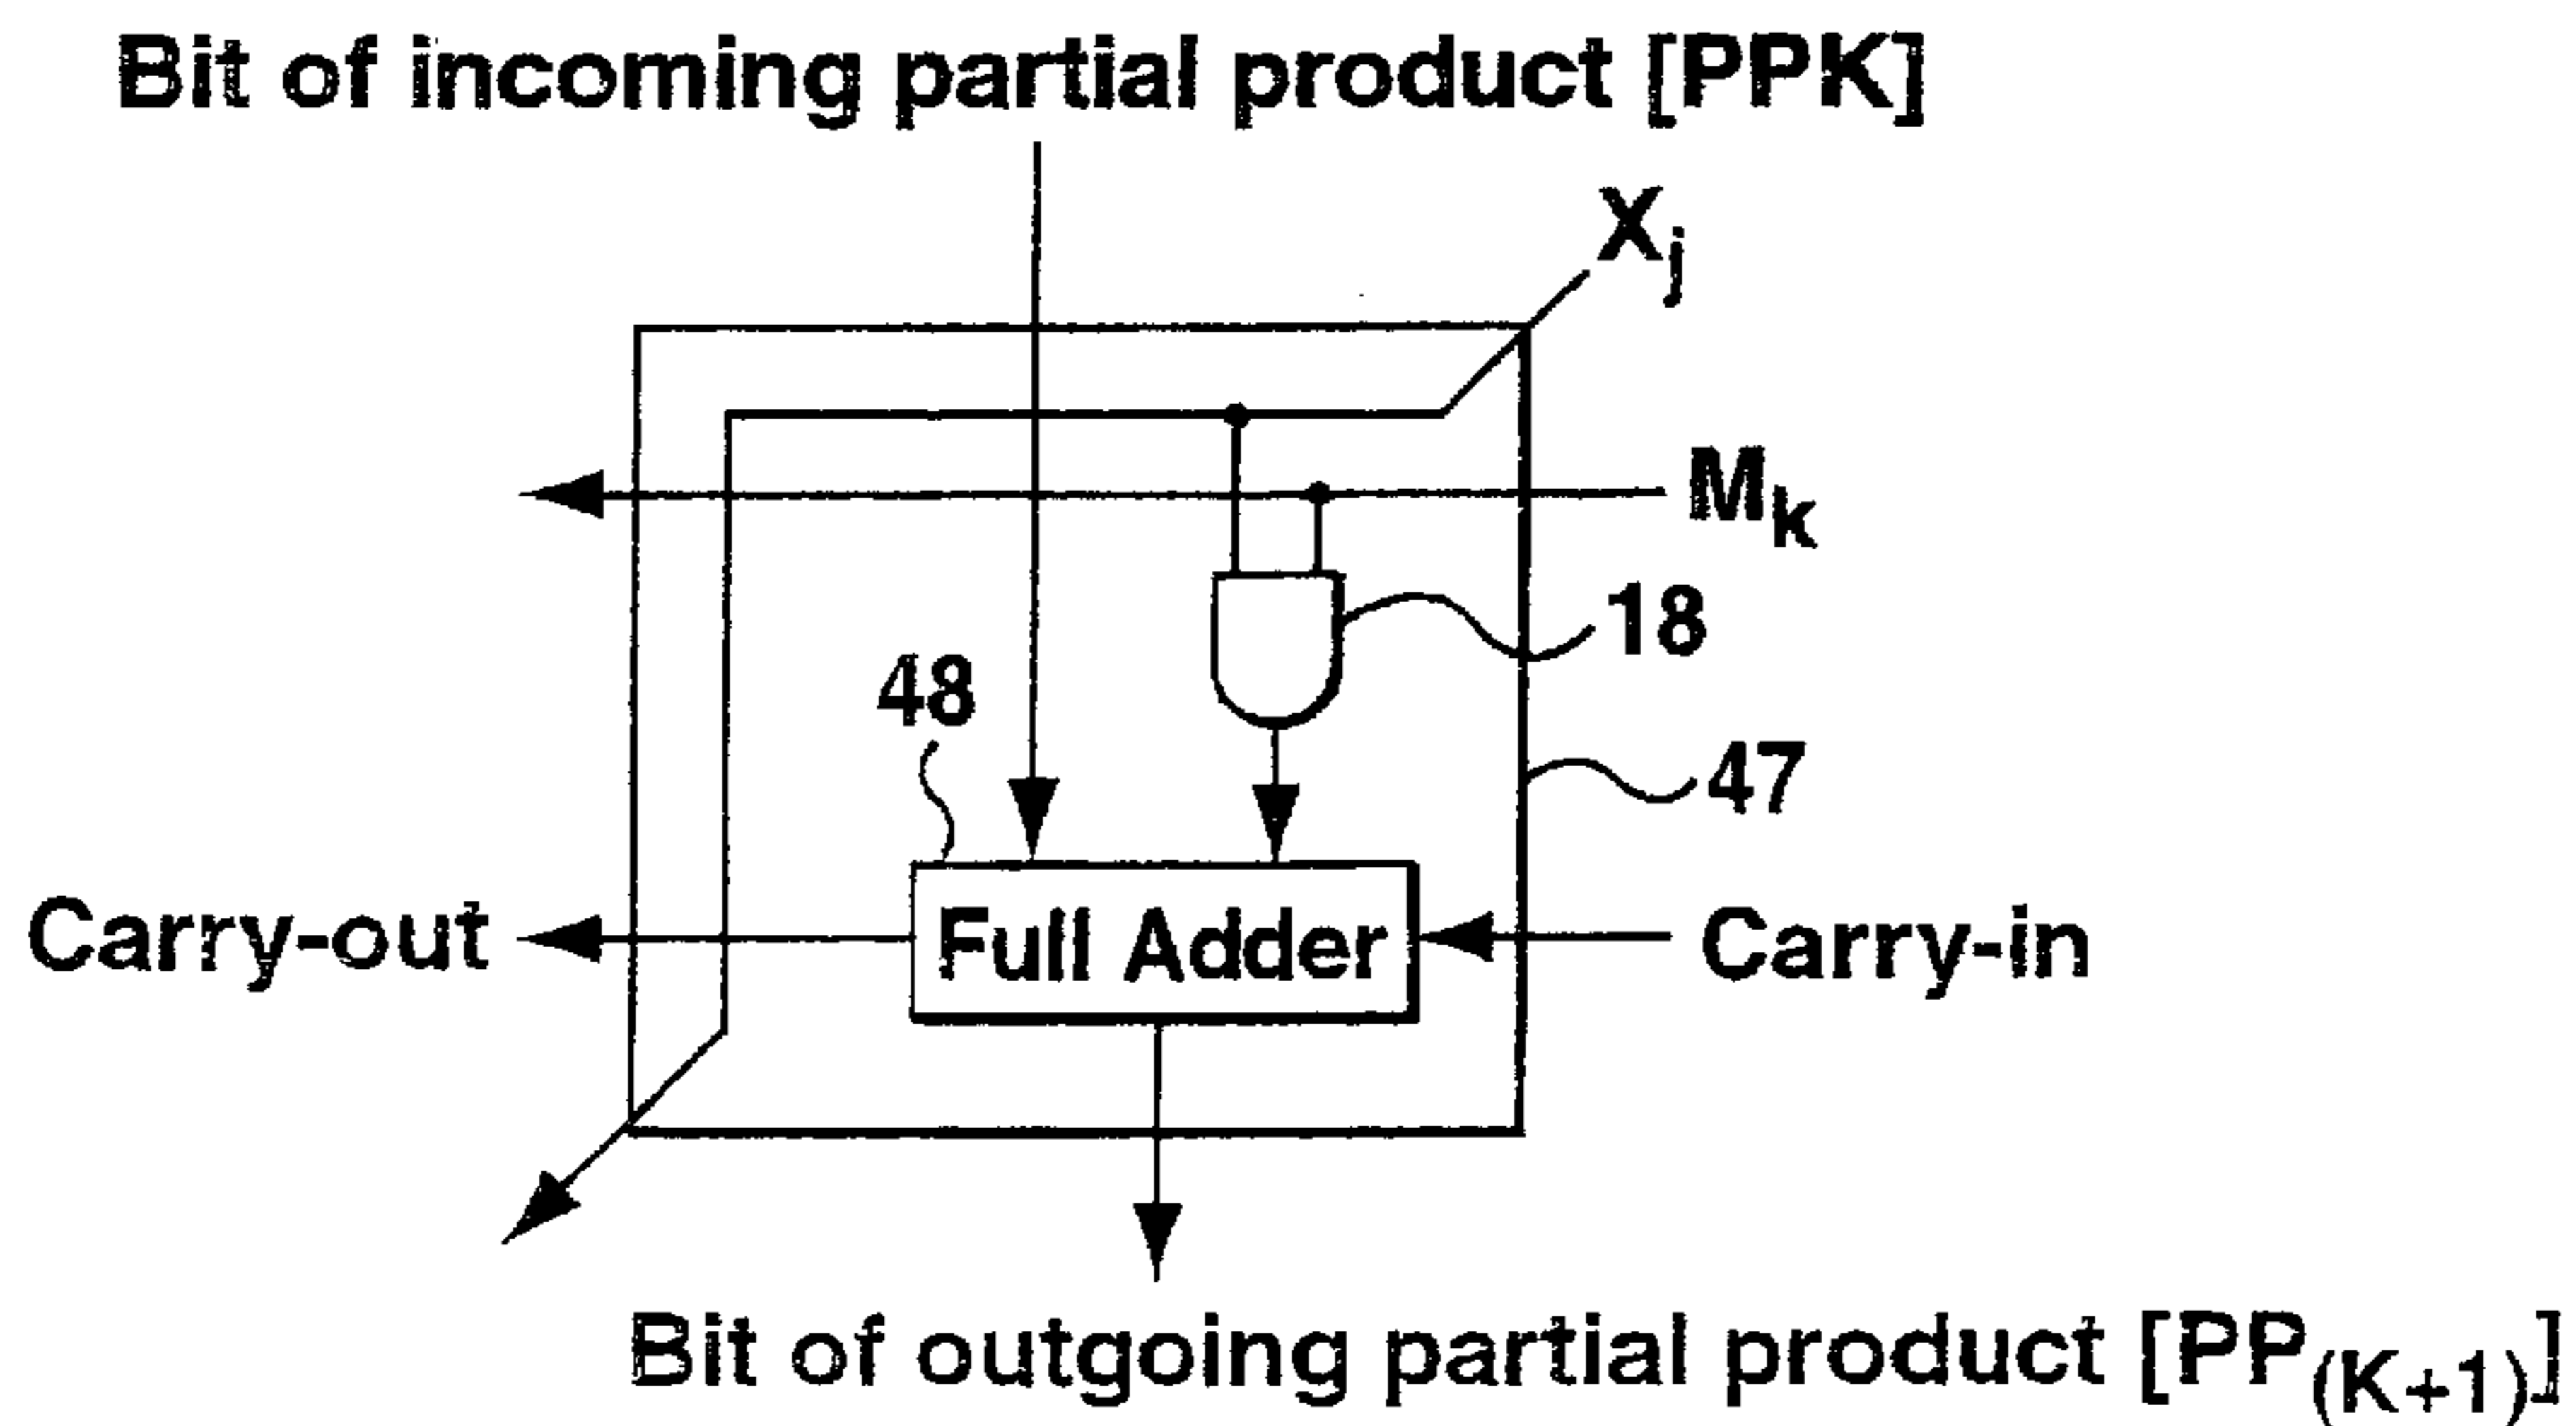 Bit of incoming partial product [PPK]
Xj
Mk
18
48
47
Carry-out
Full Adder
Carry-in
Bit of outgoing partial product [PP(K+1)]